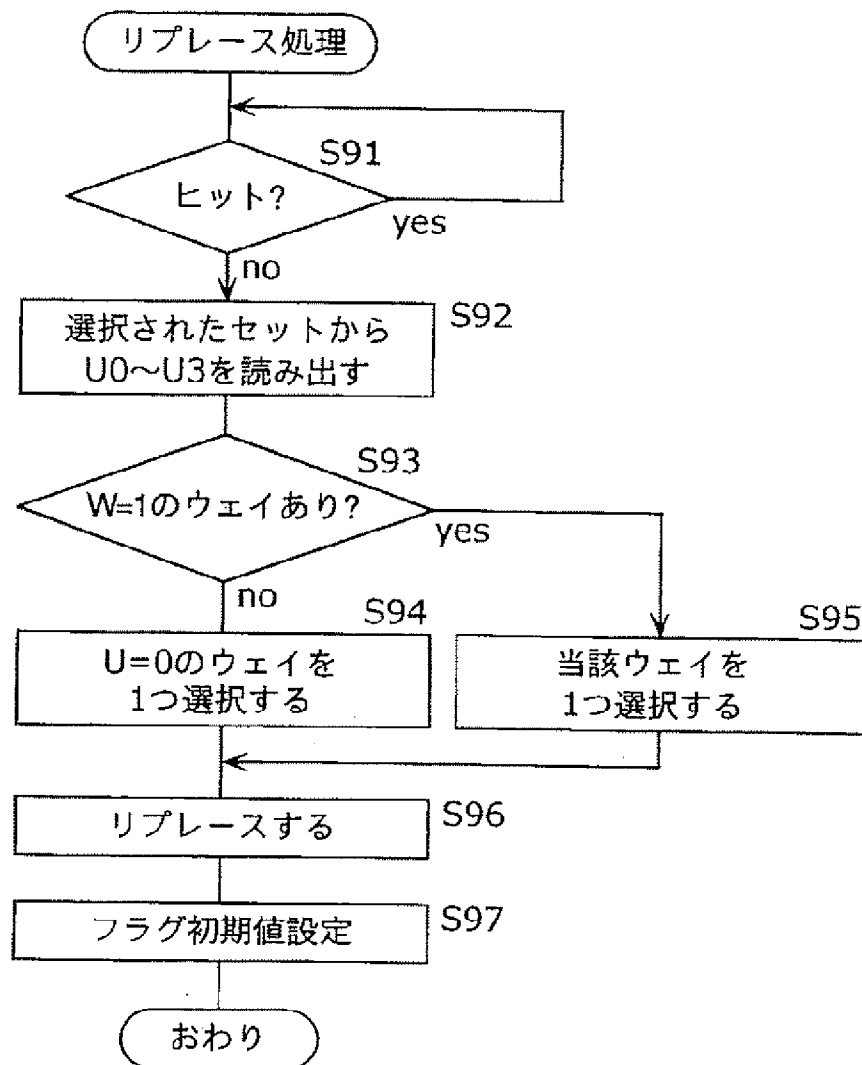 リプレース処理
S91
ヒット?
yes
no
S92
選択されたセットから
U0～U3を読み出す
S93
W=1のウェイあり?
yes
no
S94
U=0のウェイを
1つ選択する
S95
当該ウェイを
1つ選択する
リプレースする
S96
フラグ初期値設定
S97
おわり